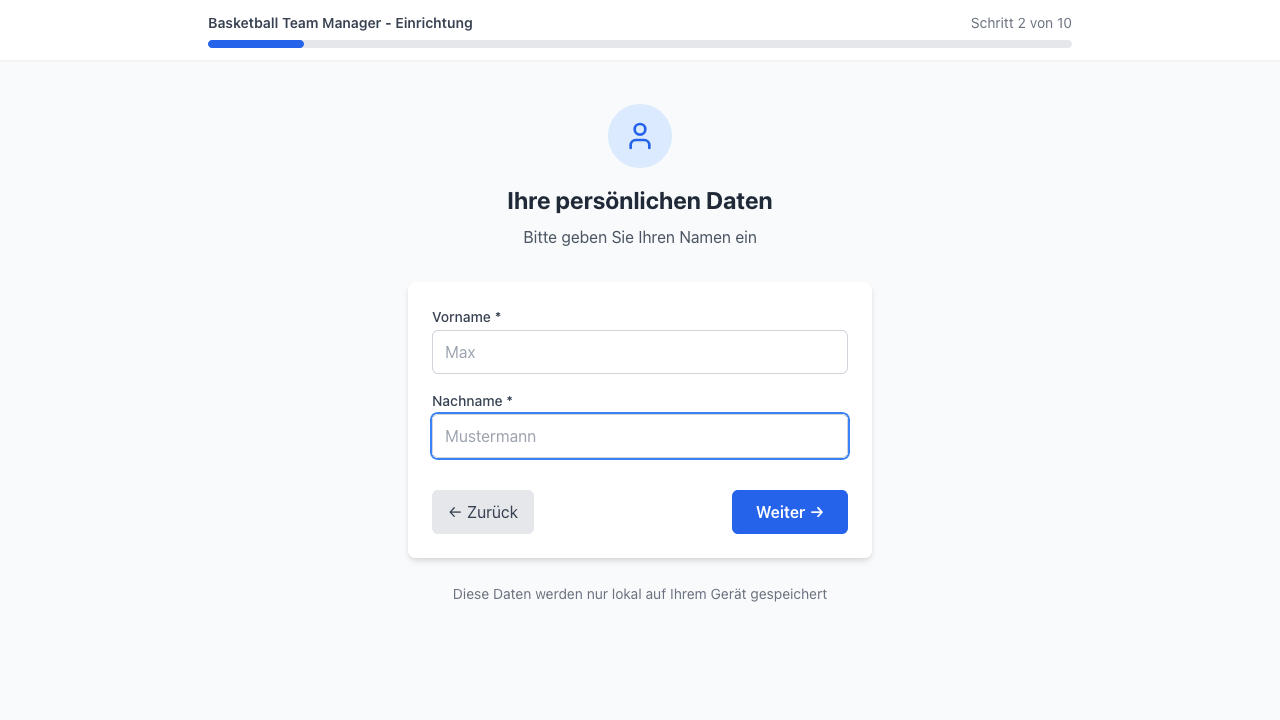 Basketball Team Manager - Einrichtung
Schritt 2 von 10
Ihre persönlichen Daten
Bitte geben Sie Ihren Namen ein
Vorname *
Max
Nachname *
Mustermann
← Zurück
Weiter →
Diese Daten werden nur lokal auf Ihrem Gerät gespeichert